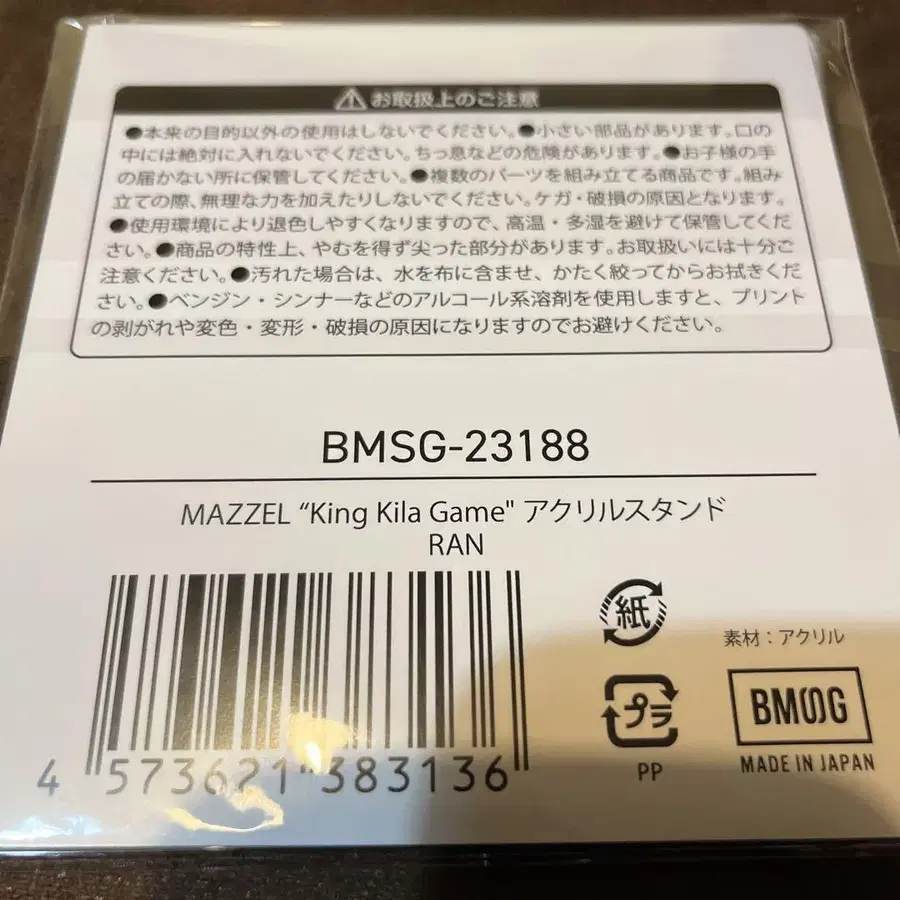 ⚠お取扱上のご注意
●本来の目的以外の使用はしないでください。●小さい部品があります。口の
中には絶対に入れないでください。ちっ息などの危険があります。●お子様の手
の届かない所に保管してください。●複数のパーツを組み立てる商品です。組み
立ての際、無理な力を加えたりしないでください。ケガ・破損の原因となります。
●使用環境により退色しやすくなりますので、高温・多湿を避けて保管してくだ
さい。●商品の特性上、やむを得ず尖った部分があります。お取扱いには十分ご
注意ください。●汚れた場合は、水を布に含ませ、かたく絞ってからお拭きくだ
さい。●ベンジン・シンナーなどのアルコール系溶剤を使用しますと、プリント
の剥がれや変色・変形・破損の原因になりますのでお避けください。
BMSG-23188
MAZZEL “King Kila Game" アクリルスタンド
RAN
4 573621 383136
紙
素材：アクリル
プラ
PP
BMSG
MADE IN JAPAN